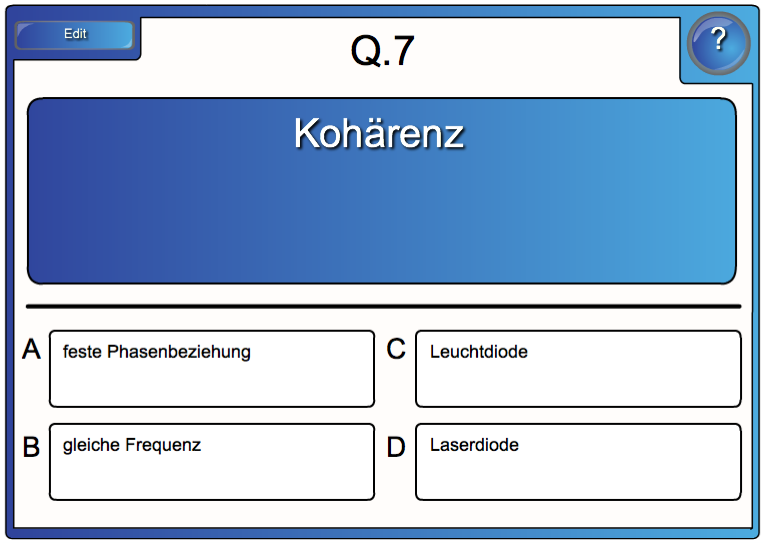 Edit
Q.7
?
Kohärenz
A feste Phasenbeziehung
C Leuchtdiode
B gleiche Frequenz
D Laserdiode